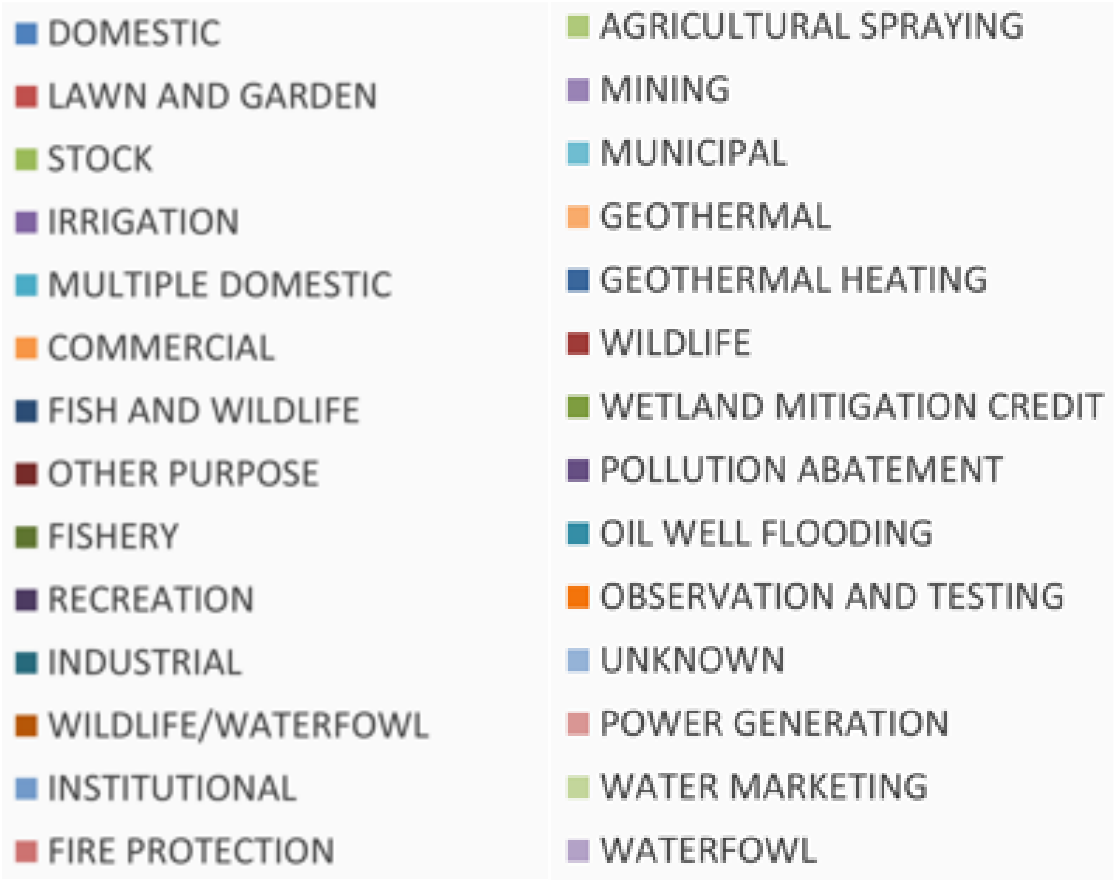 DOMESTIC
LAWN AND GARDEN
STOCK
IRRIGATION
MULTIPLE DOMESTIC
COMMERCIAL
FISH AND WILDLIFE
OTHER PURPOSE
FISHERY
RECREATION
INDUSTRIAL
WILDLIFE/WATERFOWL
INSTITUTIONAL
FIRE PROTECTION
AGRICULTURAL SPRAYING
MINING
MUNICIPAL
GEOTHERMAL
GEOTHERMAL HEATING
WILDLIFE
WETLAND MITIGATION CREDIT
POLLUTION ABATEMENT
OIL WELL FLOODING
OBSERVATION AND TESTING
UNKNOWN
POWER GENERATION
WATER MARKETING
WATERFOWL